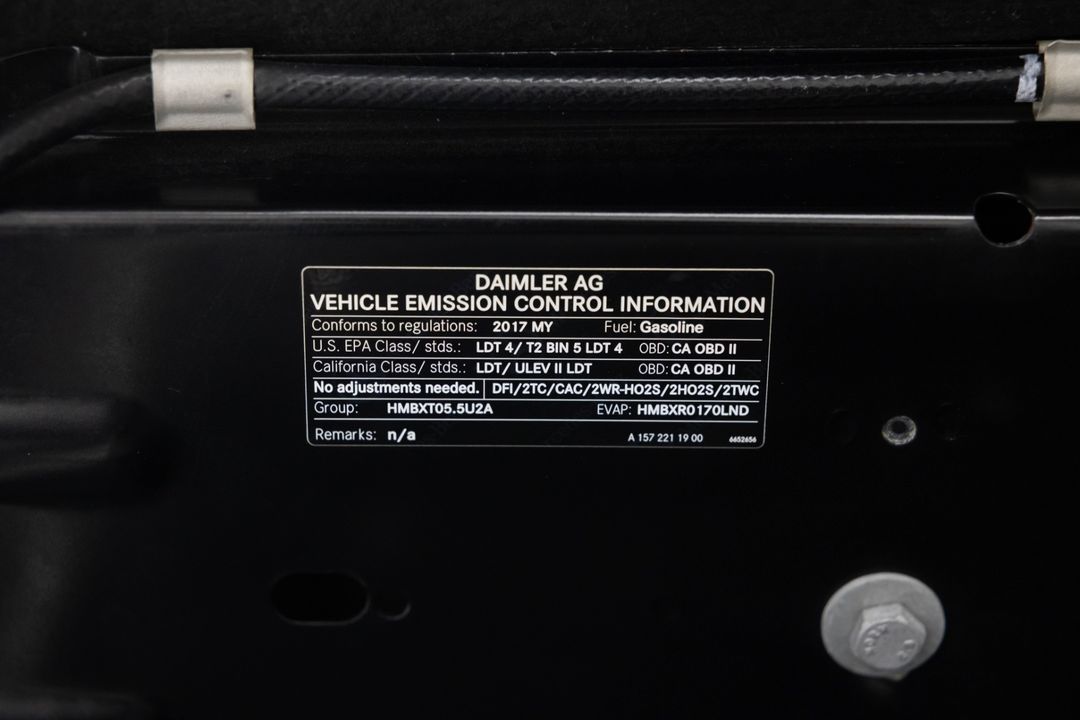 DAIMLER AG
VEHICLE EMISSION CONTROL INFORMATION
Conforms to regulations: 2017 MY Fuel: Gasoline
U.S. EPA Class/ stds.: LDT 4/ T2 BIN 5 LDT 4 OBD: CA OBD II
California Class/ stds.: LDT/ ULEV II LDT OBD: CA OBD II
No adjustments needed. DFI/2TC/CAC/2WR-HO2S/2HO2S/2TWC
Group: HMBXT05.5U2A EVAP: HMBXR0170LND
Remarks: n/a A 157 221 19 00 6652656